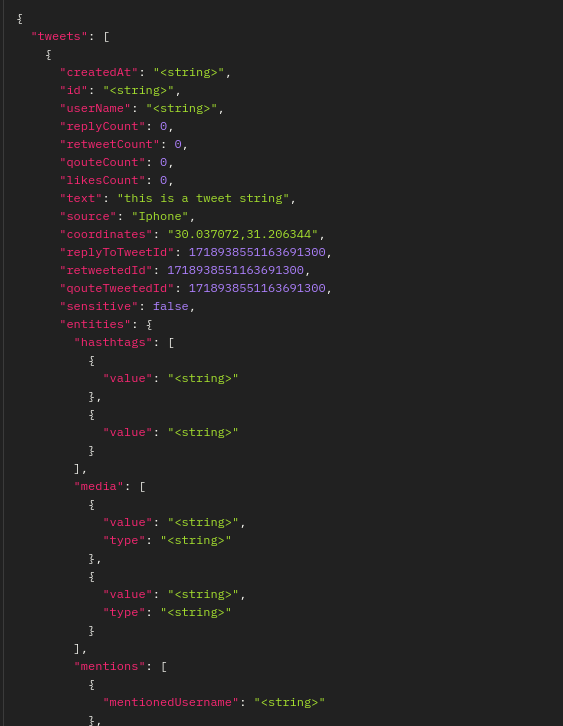 {
"tweets": [
{
"createdAt": "<string>",
"id": "<string>",
"userName": "<string>",
"replyCount": 0,
"retweetCount": 0,
"qouteCount": 0,
"likesCount": 0,
"text": "this is a tweet string",
"source": "Iphone",
"coordinates": "30.037072,31.206344",
"replyToTweetId": 1718938551163691300,
"retweetedId": 1718938551163691300,
"qouteTweetedId": 1718938551163691300,
"sensitive": false,
"entities": {
"hasthtags": [
{
"value": "<string>"
},
{
"value": "<string>"
}
],
"media": [
{
"value": "<string>",
"type": "<string>"
},
{
"value": "<string>",
"type": "<string>"
}
],
"mentions": [
{
"mentionedUsername": "<string>"
},